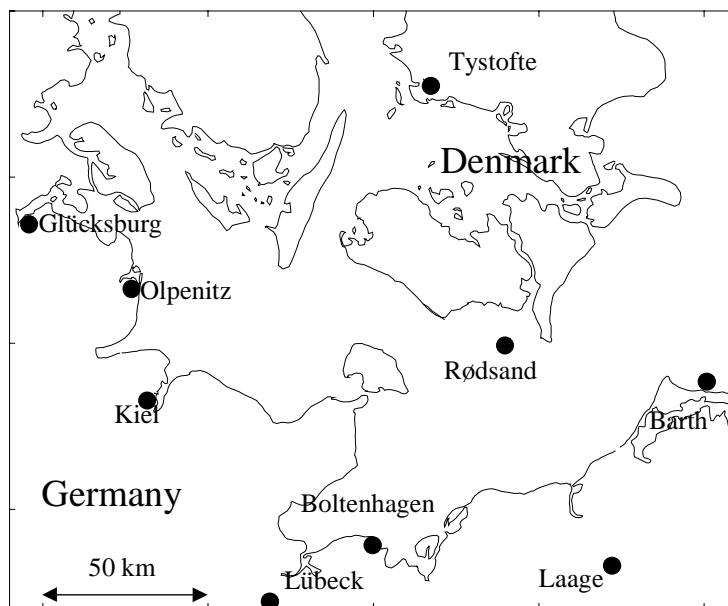 Tystofte
Denmark
Glücksburg
Olpenitz
Rødsand
Kiel
Barth
Germany
Boltenhagen
50 km
Lübeck
Laage